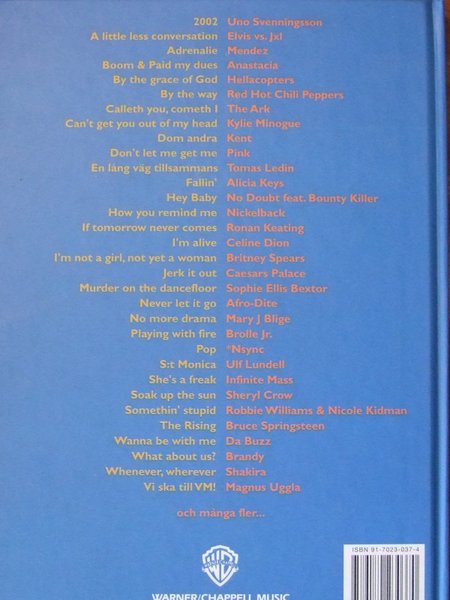 2002 Uno Svenningsson
A little less conversation Elvis vs. Jxl
Adrenalie Mendez
Boom & Paid my dues Anastacia
By the grace of God Hellacopters
By the way Red Hot Chili Peppers
Calleth you, cometh I The Ark
Can't get you out of my head Kylie Minogue
Dom andra Kent
Don't let me get me Pink
En lång väg tillsammans Tomas Ledin
Fallin' Alicia Keys
Hey Baby No Doubt feat. Bounty Killer
How you remind me Nickelback
If tomorrow never comes Ronan Keating
I'm alive Celine Dion
I'm not a girl, not yet a woman Britney Spears
Jerk it out Caesars Palace
Murder on the dancefloor Sophie Ellis Bextor
Never let it go Afro-Dite
No more drama Mary J Blige
Playing with fire Brolle Jr.
Pop *Nsync
S:t Monica Ulf Lundell
She's a freak Infinite Mass
Soak up the sun Sheryl Crow
Somethin' stupid Robbie Williams & Nicole Kidman
The Rising Bruce Springsteen
Wanna be with me Da Buzz
What about us? Brandy
Whenever, wherever Shakira
Vi ska till VM! Magnus Uggla
och många fler...
ISBN 91-7023-037-4
WARNER/CHAPPELL MUSIC